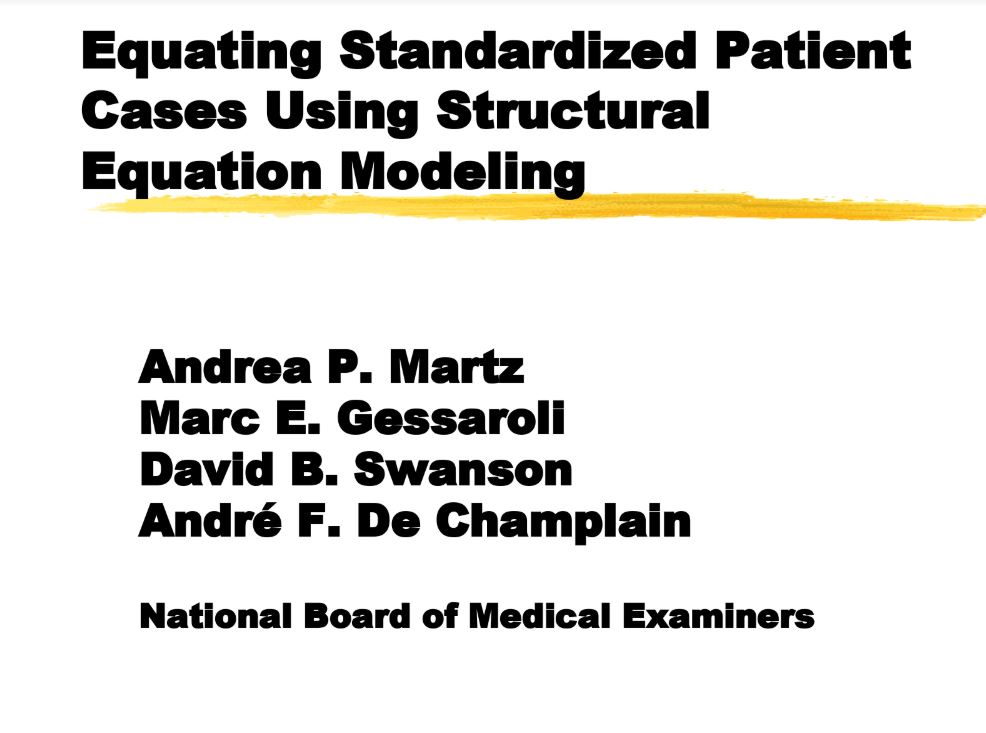 Equating Standardized Patient
Cases Using Structural
Equation Modeling
Andrea P. Martz
Marc E. Gessaroli
David B. Swanson
André F. De Champlain
National Board of Medical Examiners